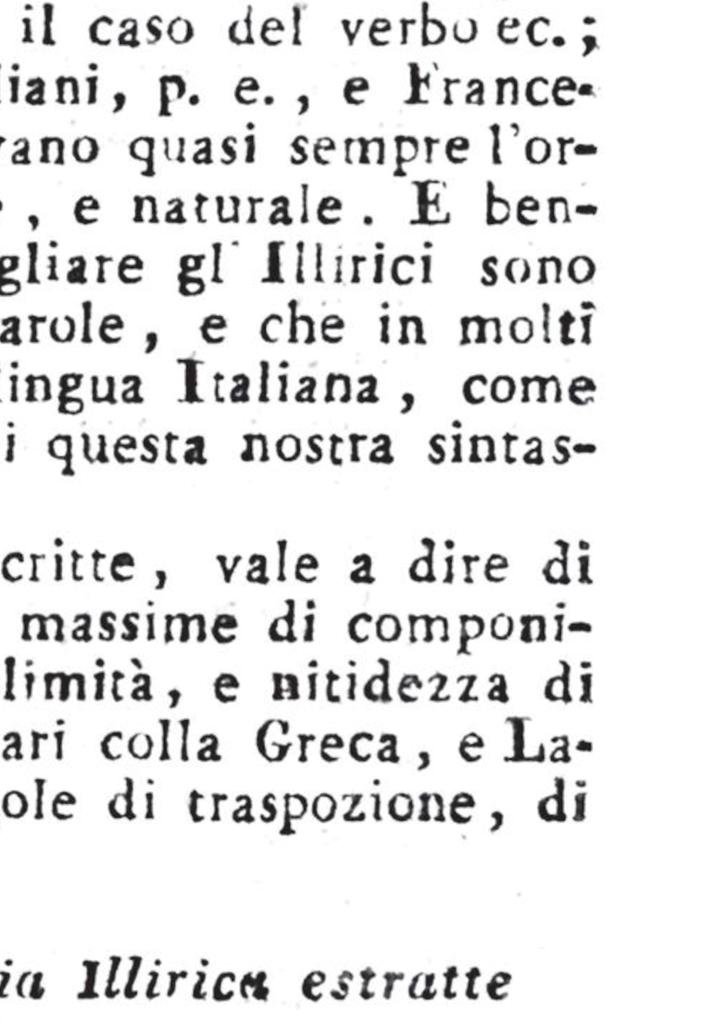 il caso del verbo ec.;
liani, p. e., e France-
vano quasi sempre l'or-
, e naturale. E ben-
gliare gl' Illirici sono
arole, e che in molti
lingua Italiana, come
i questa nostra sintas-
critte, vale a dire di
massime di componi-
limità, e nitidezza di
ari colla Greca, e La-
ole di traspozione, di
ia Illirica estratte